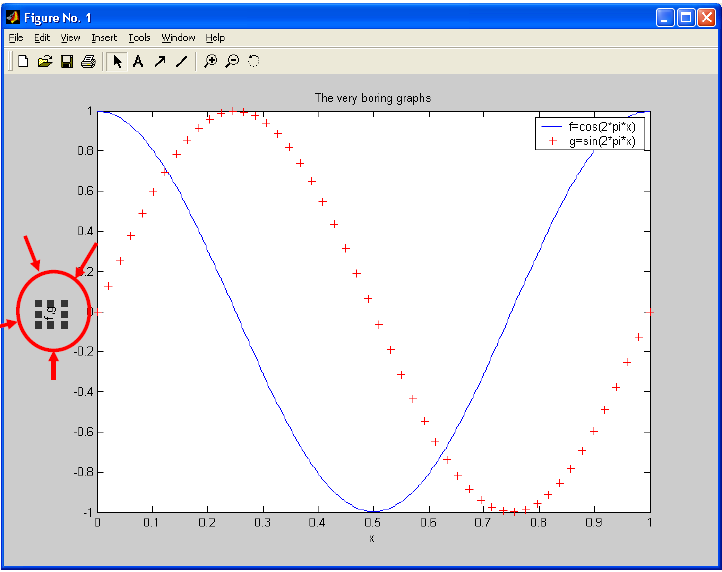 Figure No. 1
File Edit View Insert Tools Window Help
A
The very boring graphs
f=cos(2*pi*x)
g=sin(2*pi*x)
1
0.8
0.6
0.4
0.2
0
-0.2
-0.4
-0.6
-0.8
-1
f,g
0 0.1 0.2 0.3 0.4 0.5 0.6 0.7 0.8 0.9 1
x